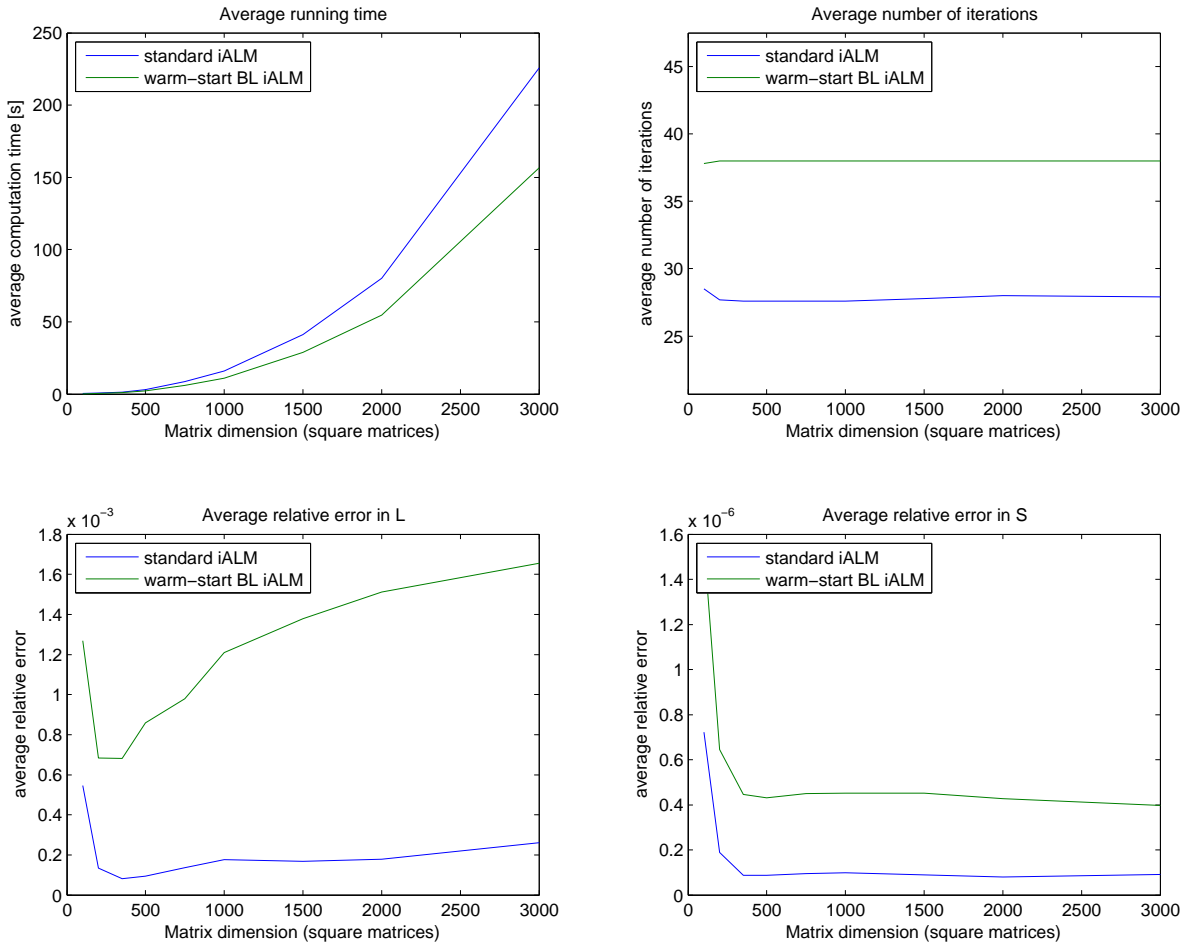 Average running time
250
200
150
100
50
0
average computation time [s]
standard iALM
warm−start BL iALM
0 500 1000 1500 2000 2500 3000
Matrix dimension (square matrices)
Average number of iterations
45
40
35
30
25
average number of iterations
standard iALM
warm−start BL iALM
0 500 1000 1500 2000 2500 3000
Matrix dimension (square matrices)
Average relative error in L
x 10−3
1.8
1.6
1.4
1.2
1
0.8
0.6
0.4
0.2
0
average relative error
standard iALM
warm−start BL iALM
0 500 1000 1500 2000 2500 3000
Matrix dimension (square matrices)
Average relative error in S
x 10−6
1.6
1.4
1.2
1
0.8
0.6
0.4
0.2
0
average relative error
standard iALM
warm−start BL iALM
0 500 1000 1500 2000 2500 3000
Matrix dimension (square matrices)